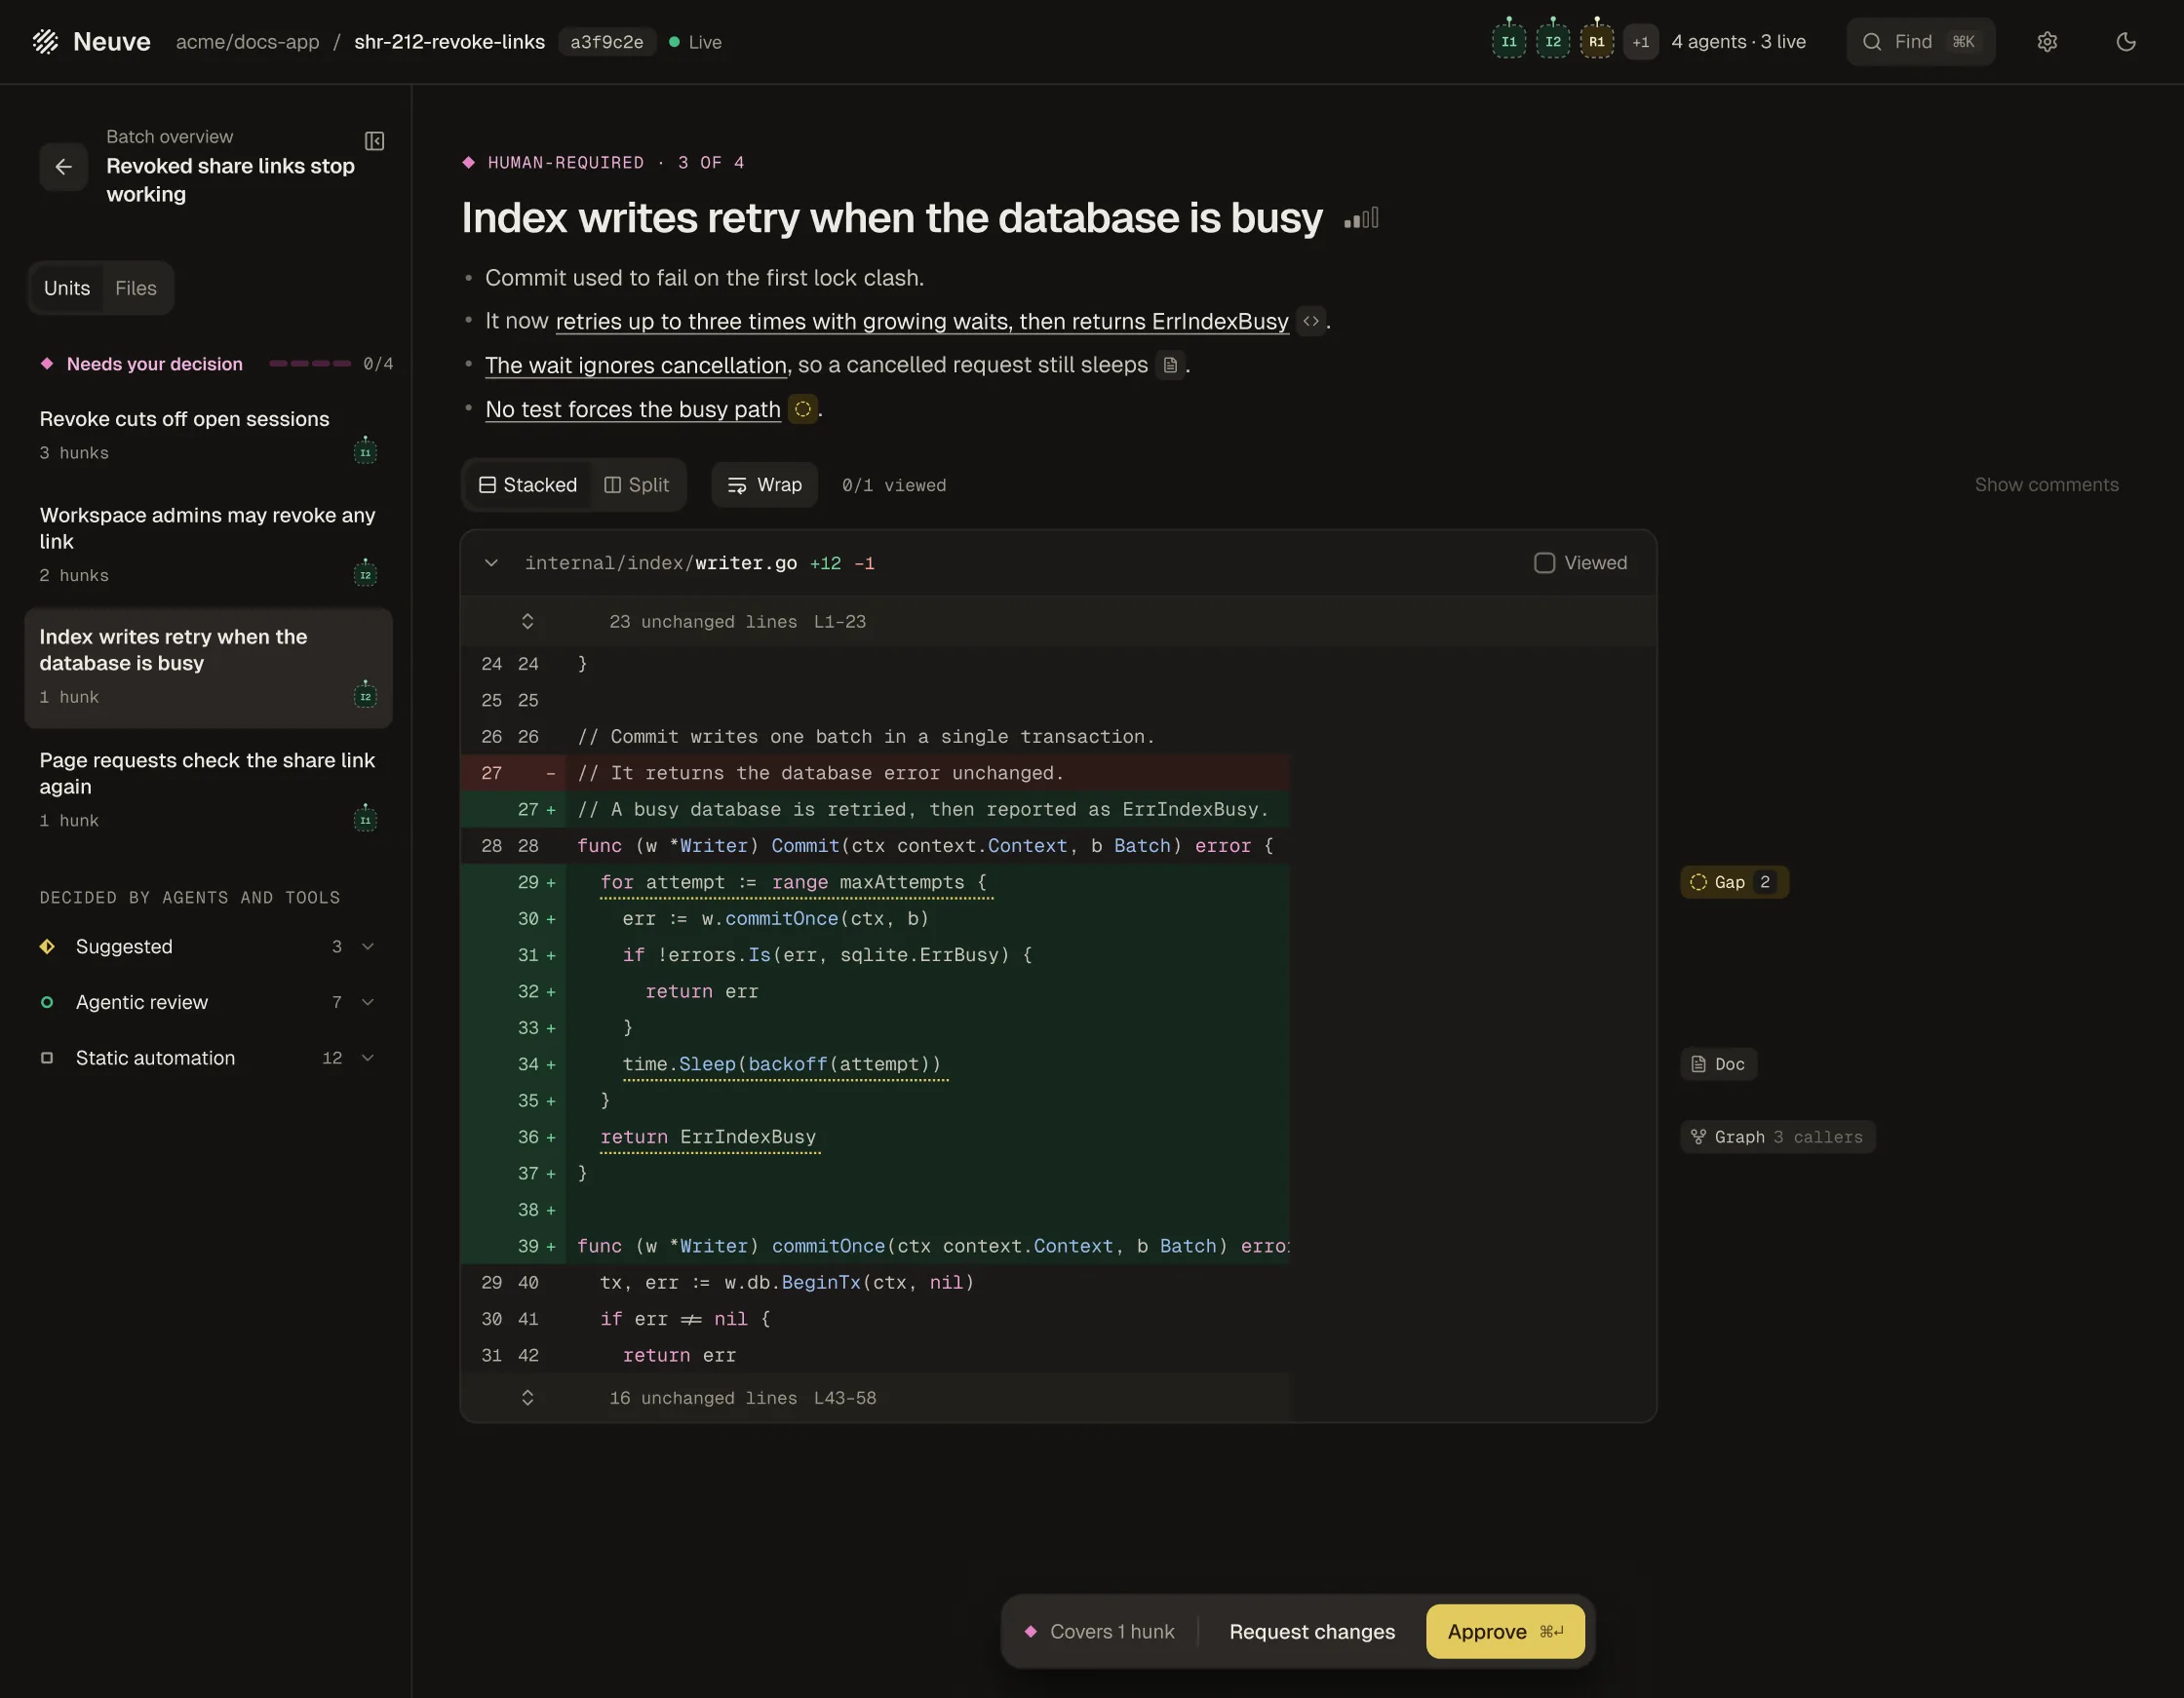 Neuve acme/docs-app / shr-212-revoke-links a3f9c2e Live I1 I2 R1 +1 4 agents · 3 live Find ⌘K
Batch overview
Revoked share links stop
working
Units Files
Needs your decision 0/4
Revoke cuts off open sessions
3 hunks I1
Workspace admins may revoke any
link
2 hunks I2
Index writes retry when the
database is busy
1 hunk I2
Page requests check the share link
again
1 hunk I1
DECIDED BY AGENTS AND TOOLS
Suggested 3
Agentic review 7
Static automation 12
HUMAN-REQUIRED · 3 OF 4
Index writes retry when the database is busy
• Commit used to fail on the first lock clash.
• It now retries up to three times with growing waits, then returns ErrIndexBusy <>.
• The wait ignores cancellation, so a cancelled request still sleeps .
• No test forces the busy path .
Stacked Split Wrap 0/1 viewed Show comments
internal/index/writer.go +12 -1 Viewed
23 unchanged lines L1-23
24 24 }
25 25
26 26 // Commit writes one batch in a single transaction.
27 - // It returns the database error unchanged.
27 + // A busy database is retried, then reported as ErrIndexBusy.
28 28 func (w *Writer) Commit(ctx context.Context, b Batch) error {
29 + for attempt := range maxAttempts { Gap 2
30 + err := w.commitOnce(ctx, b)
31 + if !errors.Is(err, sqlite.ErrBusy) {
32 + return err
33 + }
34 + time.Sleep(backoff(attempt)) Doc
35 + }
36 + return ErrIndexBusy Graph 3 callers
37 + }
38 +
39 + func (w *Writer) commitOnce(ctx context.Context, b Batch) erro
29 40 tx, err := w.db.BeginTx(ctx, nil)
30 41 if err != nil {
31 42 return err
16 unchanged lines L43-58
Covers 1 hunk Request changes Approve ⌘↵